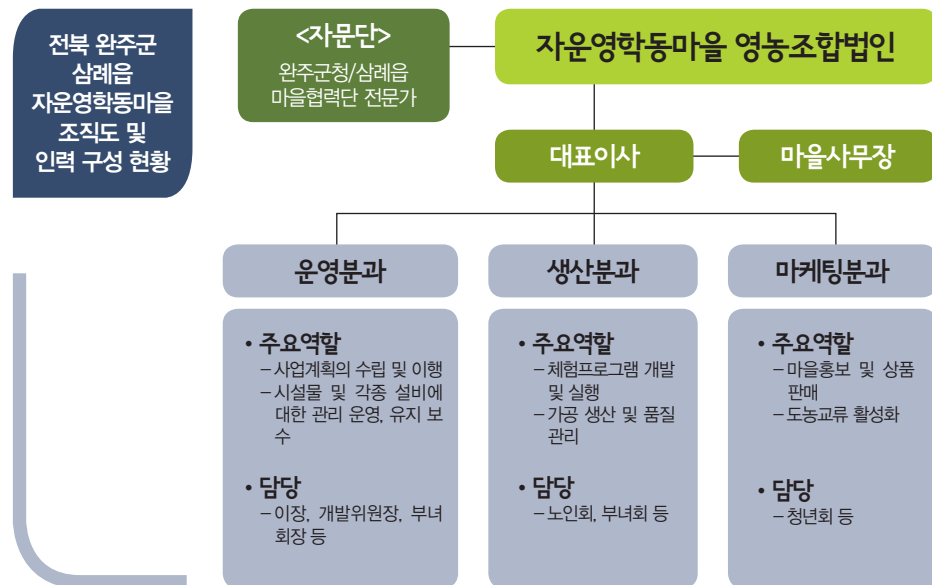 전북 완주군
삼례읍
자운영학동마을
조직도 및
인력 구성 현황
<자문단>
완주군청/삼례읍
마을협력단 전문가
자운영학동마을 영농조합법인
대표이사
마을사무장
운영분과
• 주요역할
– 사업계획의 수립 및 이행
– 시설물 및 각종 설비에
대한 관리 운영, 유지 보
수
• 담당
– 이장, 개발위원장, 부녀
회장 등
생산분과
• 주요역할
– 체험프로그램 개발
및 실행
– 가공 생산 및 품질
관리
• 담당
– 노인회, 부녀회 등
마케팅분과
• 주요역할
– 마을홍보 및 상품
판매
– 도농교류 활성화
• 담당
– 청년회 등